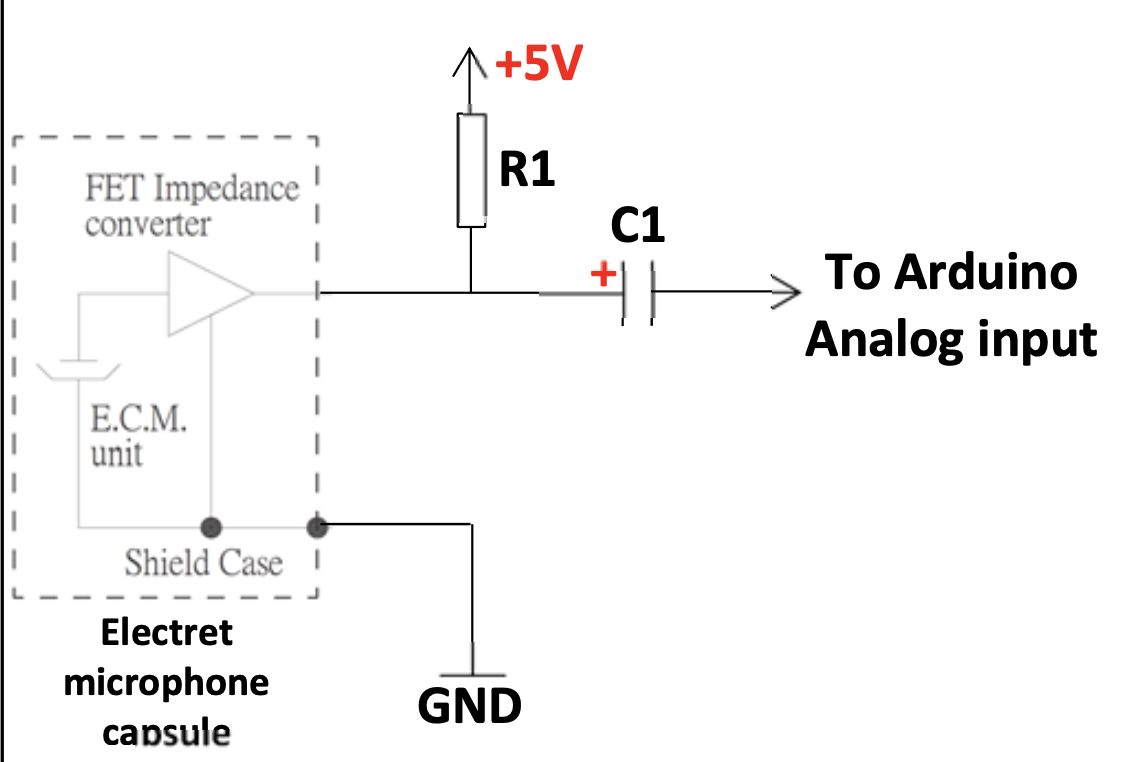 +5V
R1
FET Impedance
converter
C1
+
To Arduino
Analog input
E.C.M.
unit
Shield Case
Electret
microphone
capsule
GND